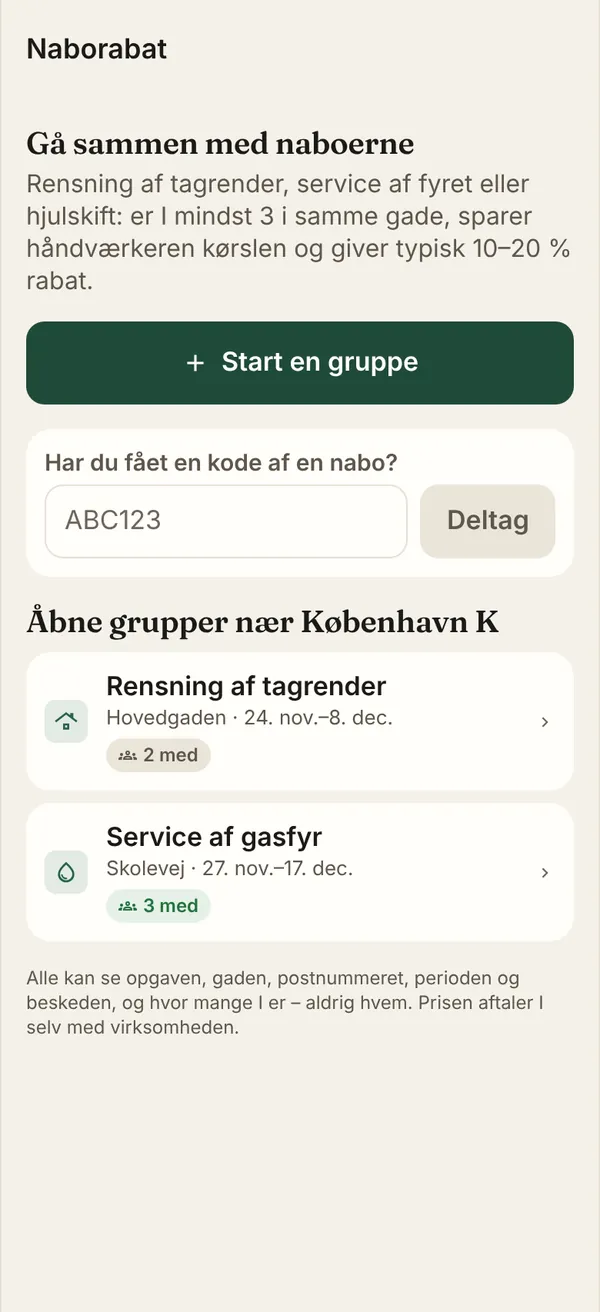 Naborabat
Gå sammen med naboerne
Rensning af tagrender, service af fyret eller
hjulskift: er I mindst 3 i samme gade, sparer
håndværkeren kørslen og giver typisk 10–20 %
rabat.
+ Start en gruppe
Har du fået en kode af en nabo?
ABC123
Deltag
Åbne grupper nær København K
Rensning af tagrender
Hovedgaden · 24. nov.–8. dec.
2 med
Service af gasfyr
Skolevej · 27. nov.–17. dec.
3 med
Alle kan se opgaven, gaden, postnummeret, perioden og
beskeden, og hvor mange I er – aldrig hvem. Prisen aftaler I
selv med virksomheden.